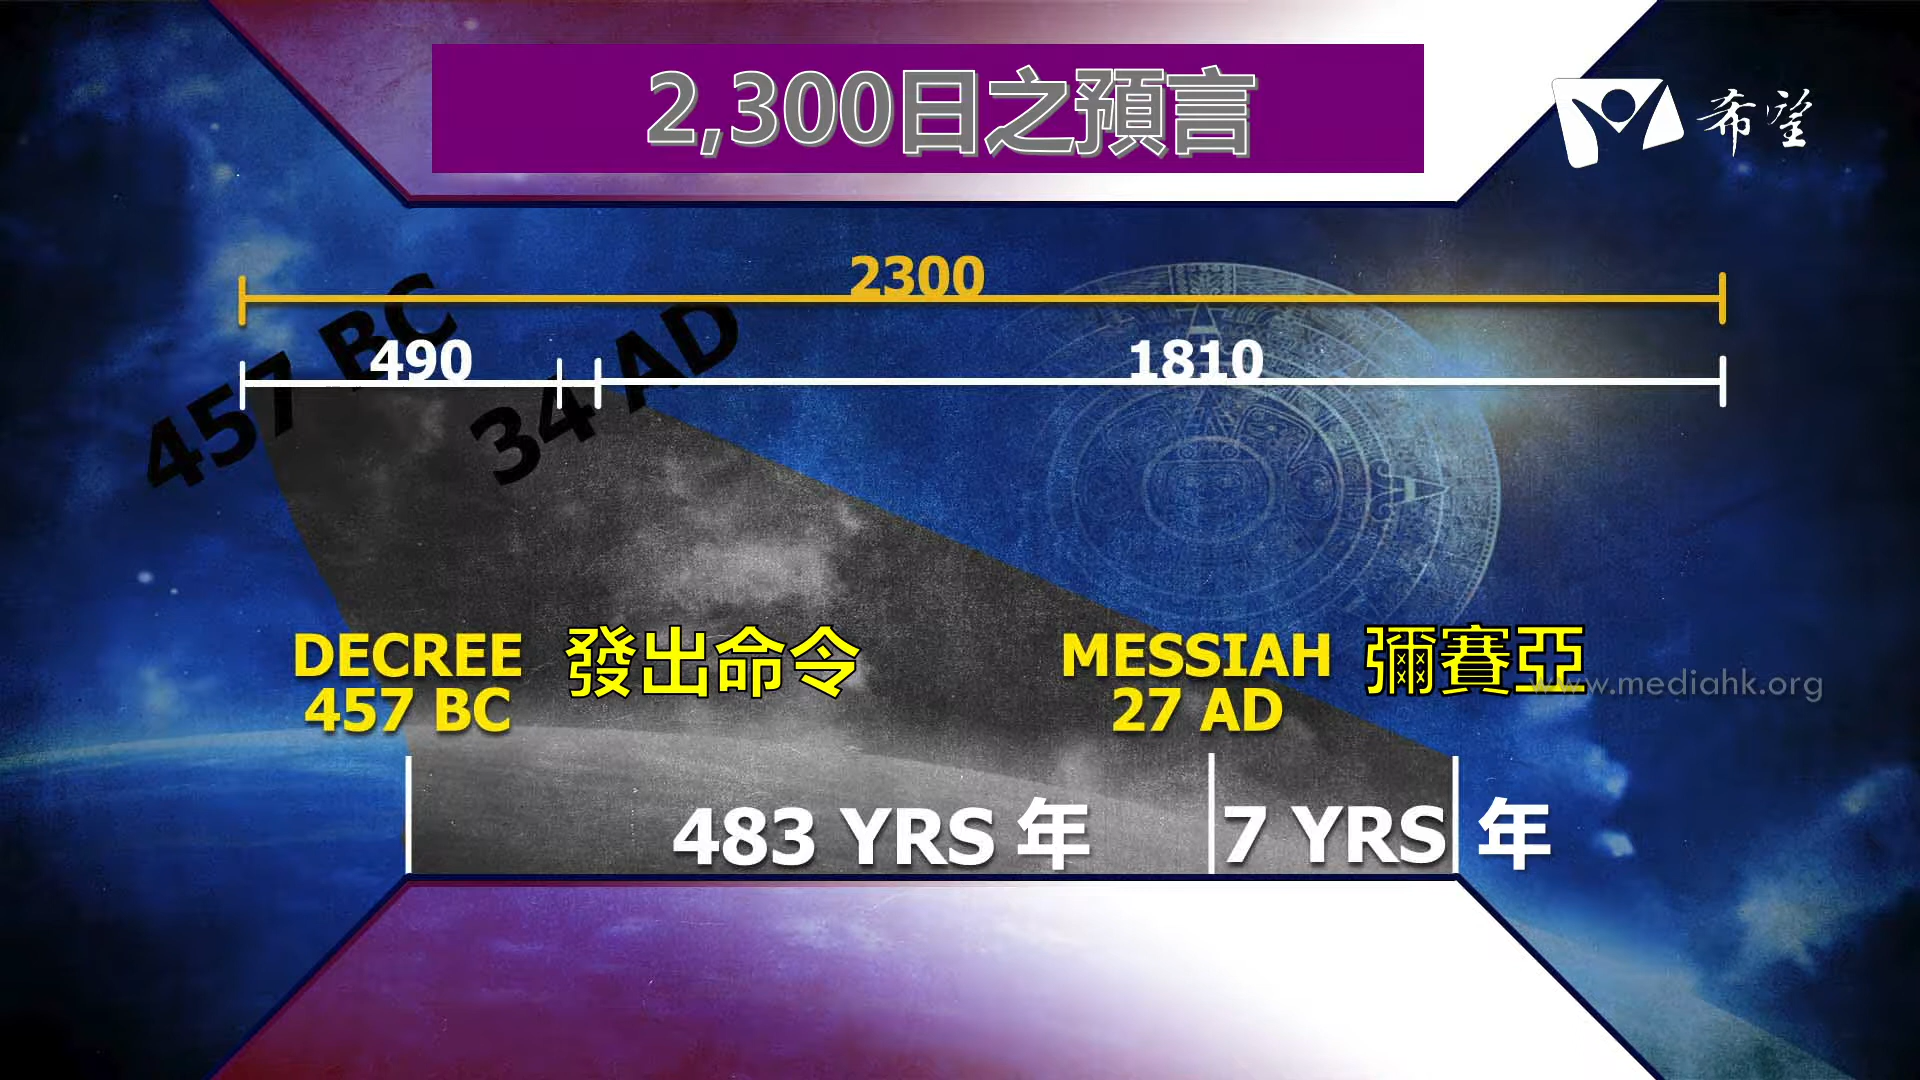 2,300日之預言
希望
2300
457 BC
490
34 AD
1810
DECREE 發出命令
457 BC
MESSIAH 彌賽亞
27 AD
www.mediahk.org
483 YRS 年
7 YRS 年